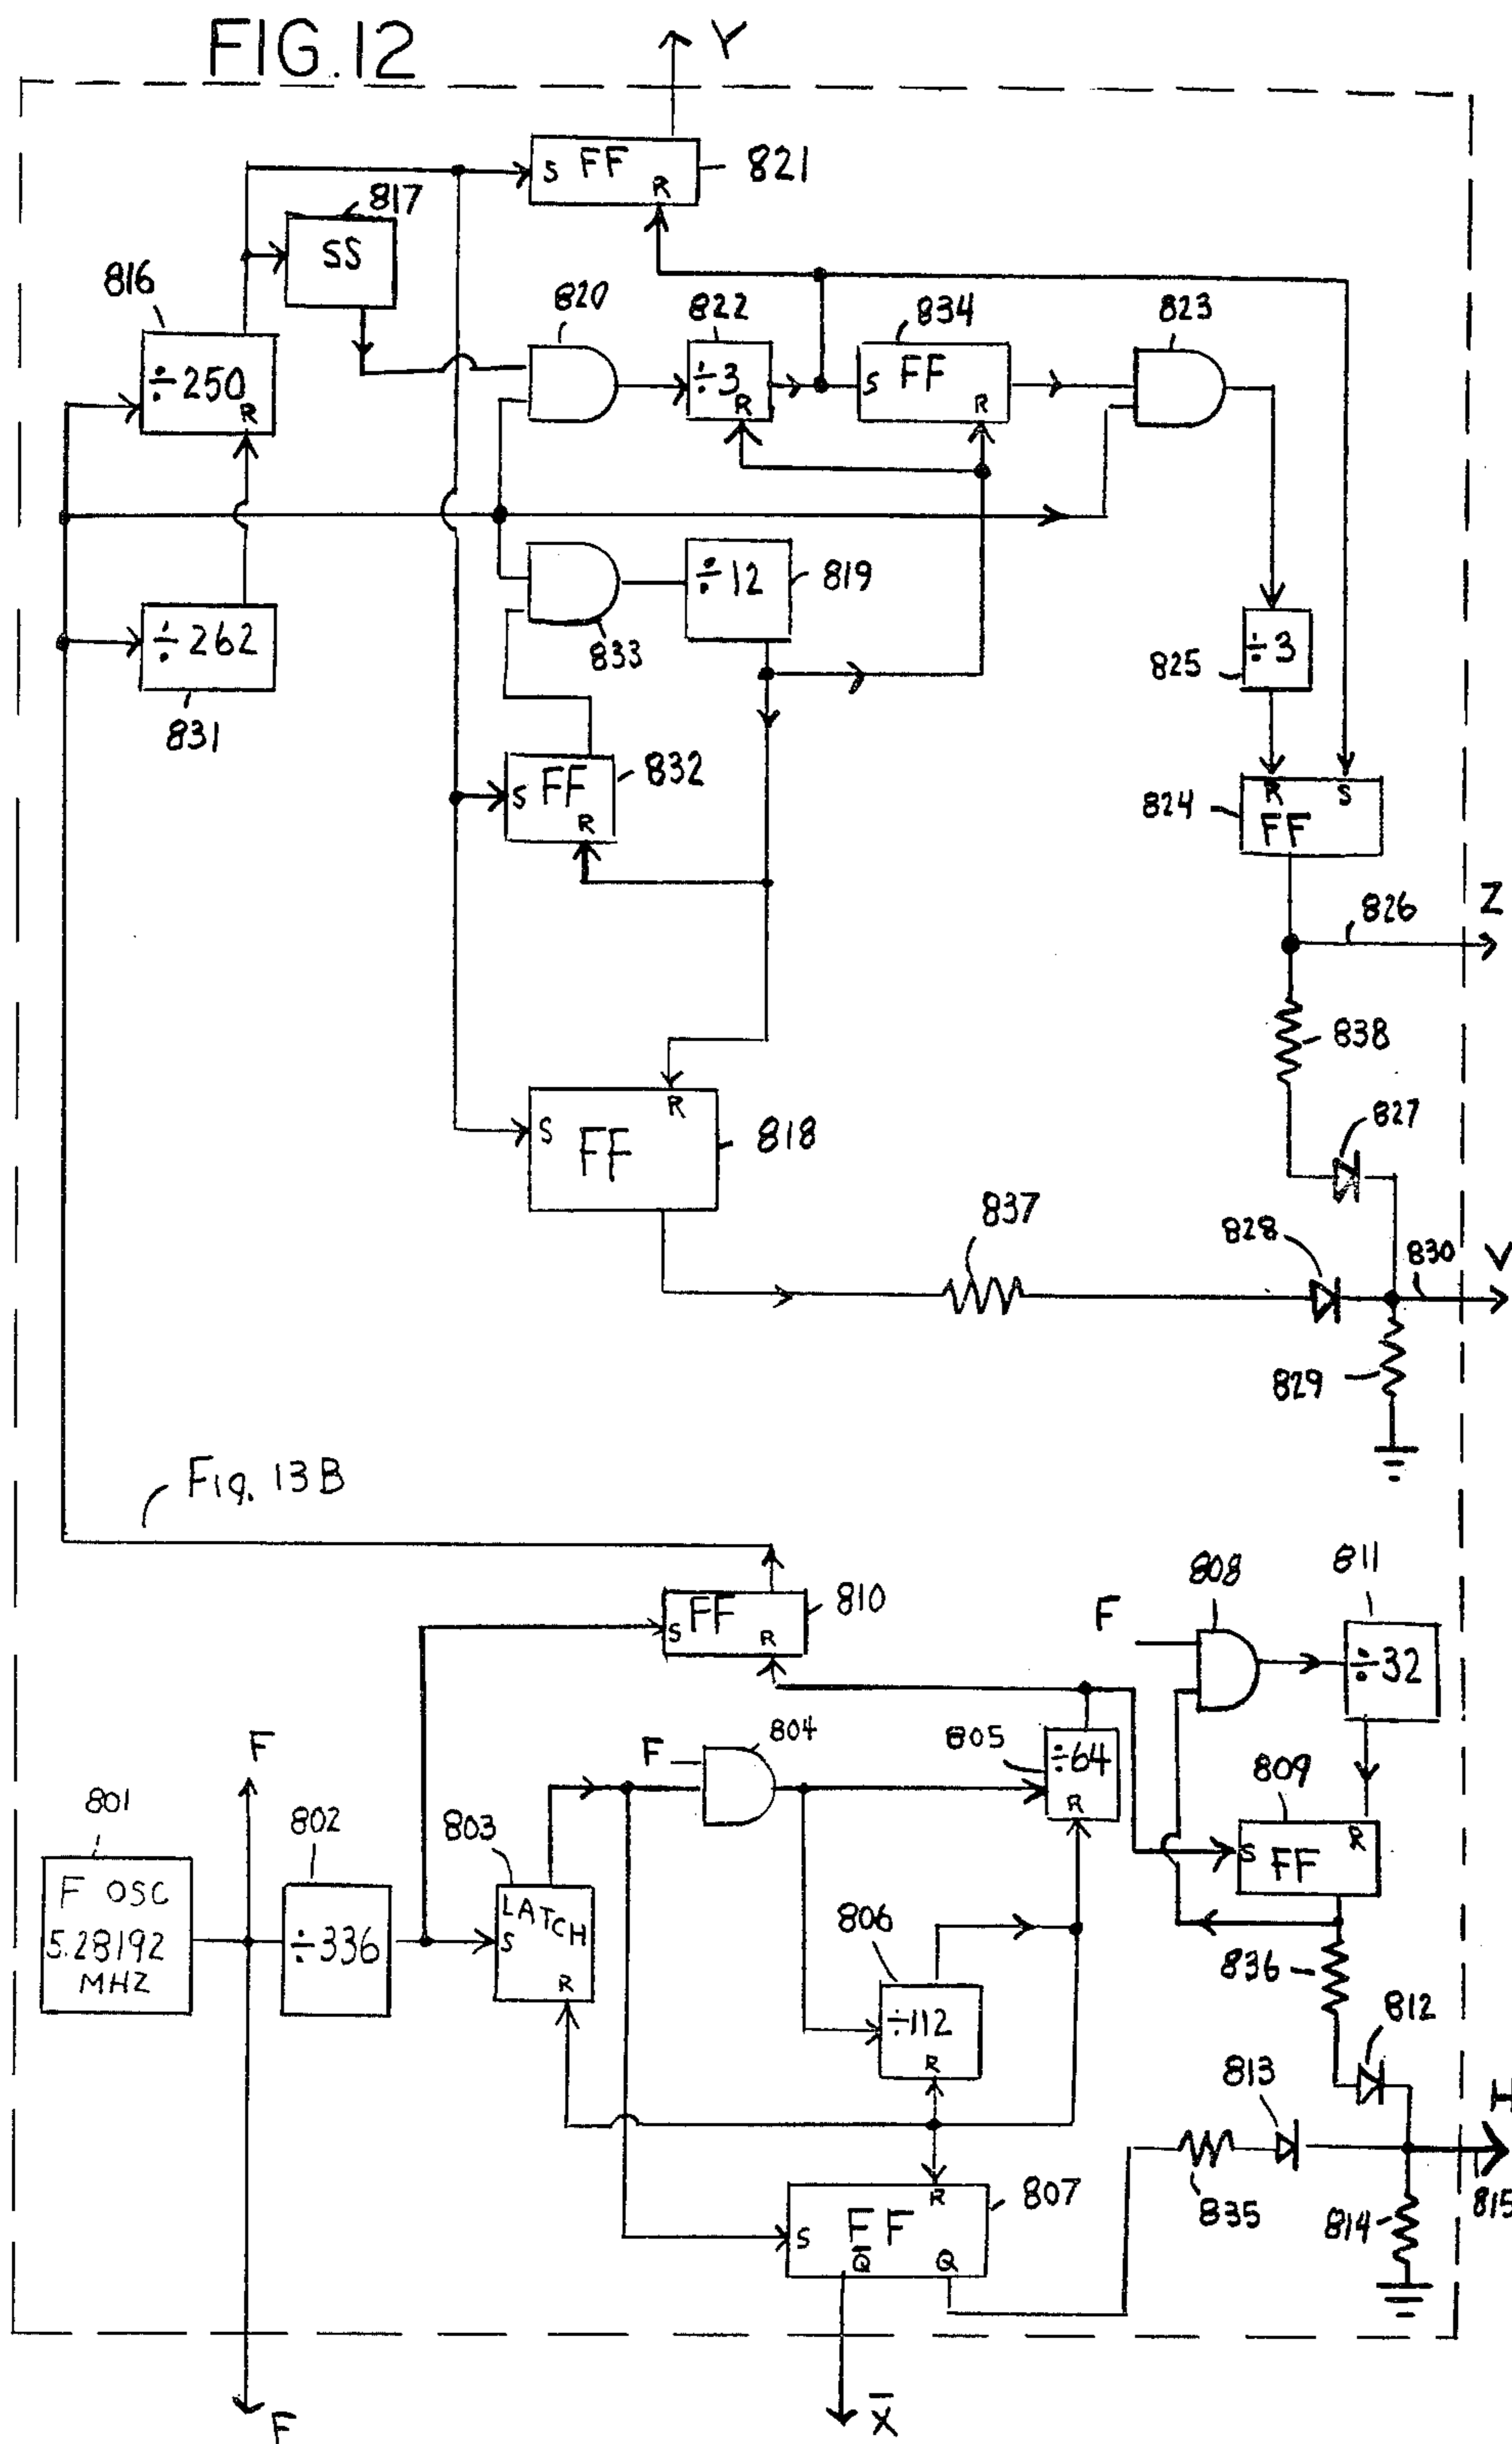 FIG. 12
Y
S FF R
821
817
SS
816
÷250
R
820
822
÷3
R
834
S FF
R
823
÷12
819
833
÷262
831
÷3
825
S FF
R
832
R S
FF
824
Z
826
838
827
R
S
FF
818
837
828
830
V
829
Fig. 13B
S FF
R
810
808
811
F
÷32
F
F
804
805
÷64
R
809
S FF R
801
F OSC
5.28192
MHZ
802
÷336
803
LATCH
S
R
806
÷112
R
836
812
813
H
815
835
814
R
S FF
Q̅ Q
807
F
X̅